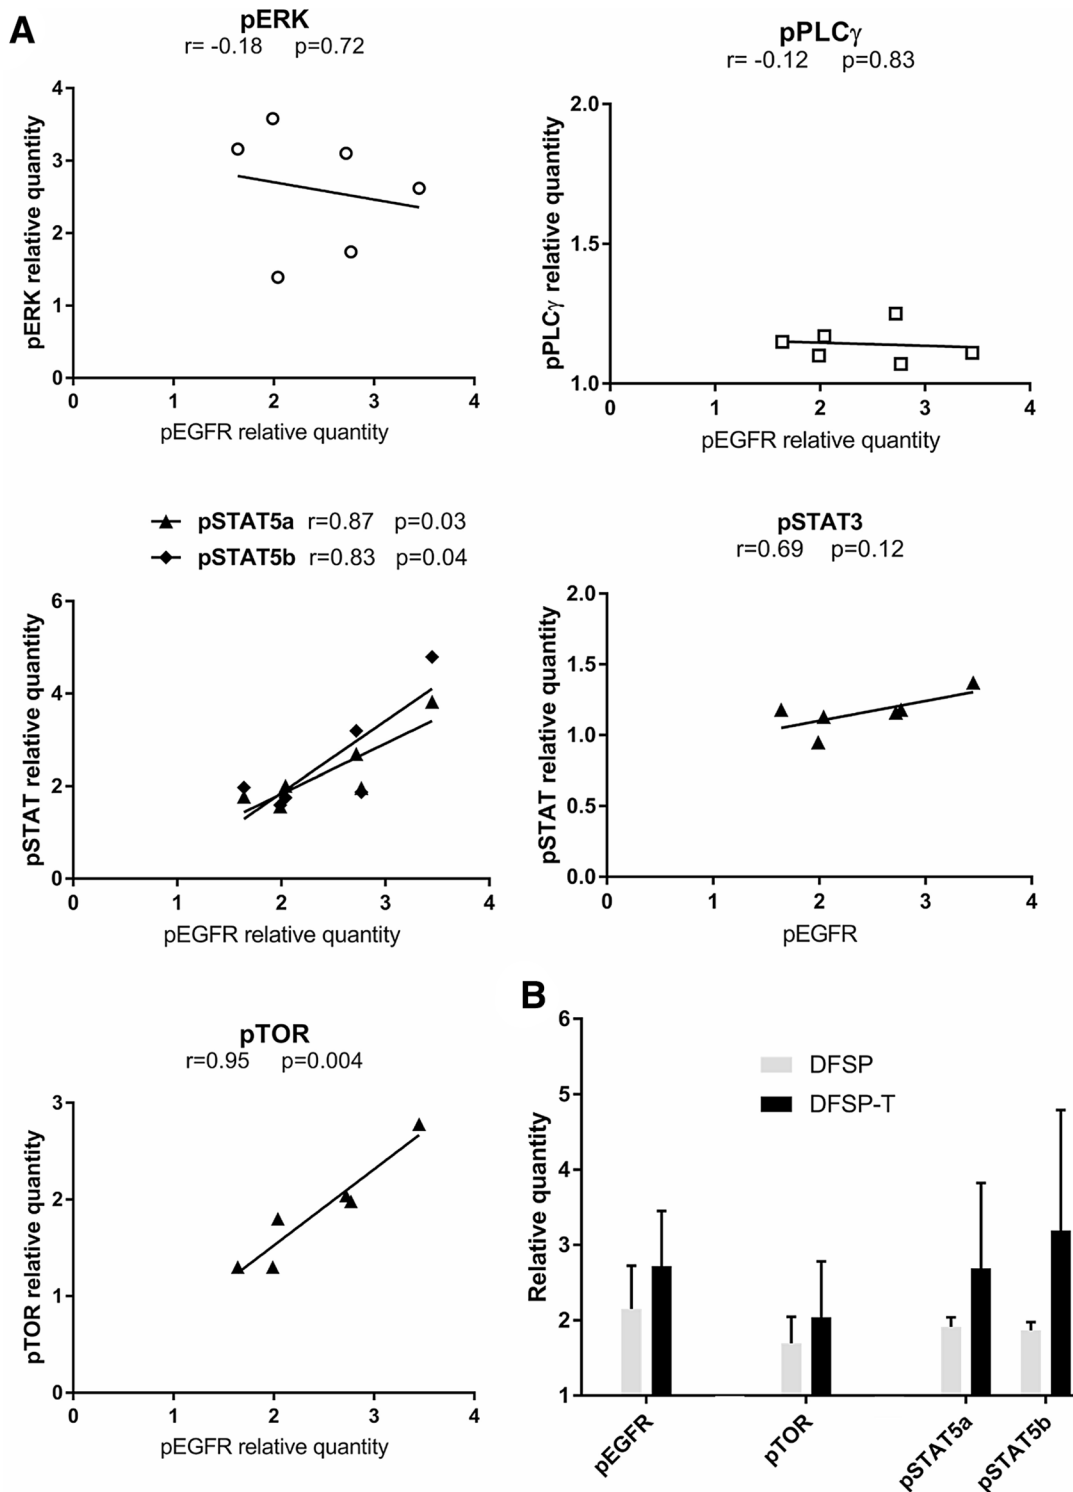 A
pERK
r= -0.18 p=0.72
pERK relative quantity
4
3
2
1
0
0 1 2 3 4
pEGFR relative quantity
pPLCγ
r= -0.12 p=0.83
pPLCγ relative quantity
2.0
1.5
1.0
0 1 2 3 4
pEGFR relative quantity
pSTAT5a r=0.87 p=0.03
pSTAT5b r=0.83 p=0.04
pSTAT relative quantity
6
4
2
0
0 1 2 3 4
pEGFR relative quantity
pSTAT3
r=0.69 p=0.12
pSTAT relative quantity
2.0
1.5
1.0
0.5
0.0
0 1 2 3 4
pEGFR
pTOR
r=0.95 p=0.004
pTOR relative quantity
3
2
1
0
0 1 2 3 4
pEGFR relative quantity
B
Relative quantity
6
5
4
3
2
1
DFSP
DFSP-T
pEGFR
pTOR
pSTAT5a
pSTAT5b